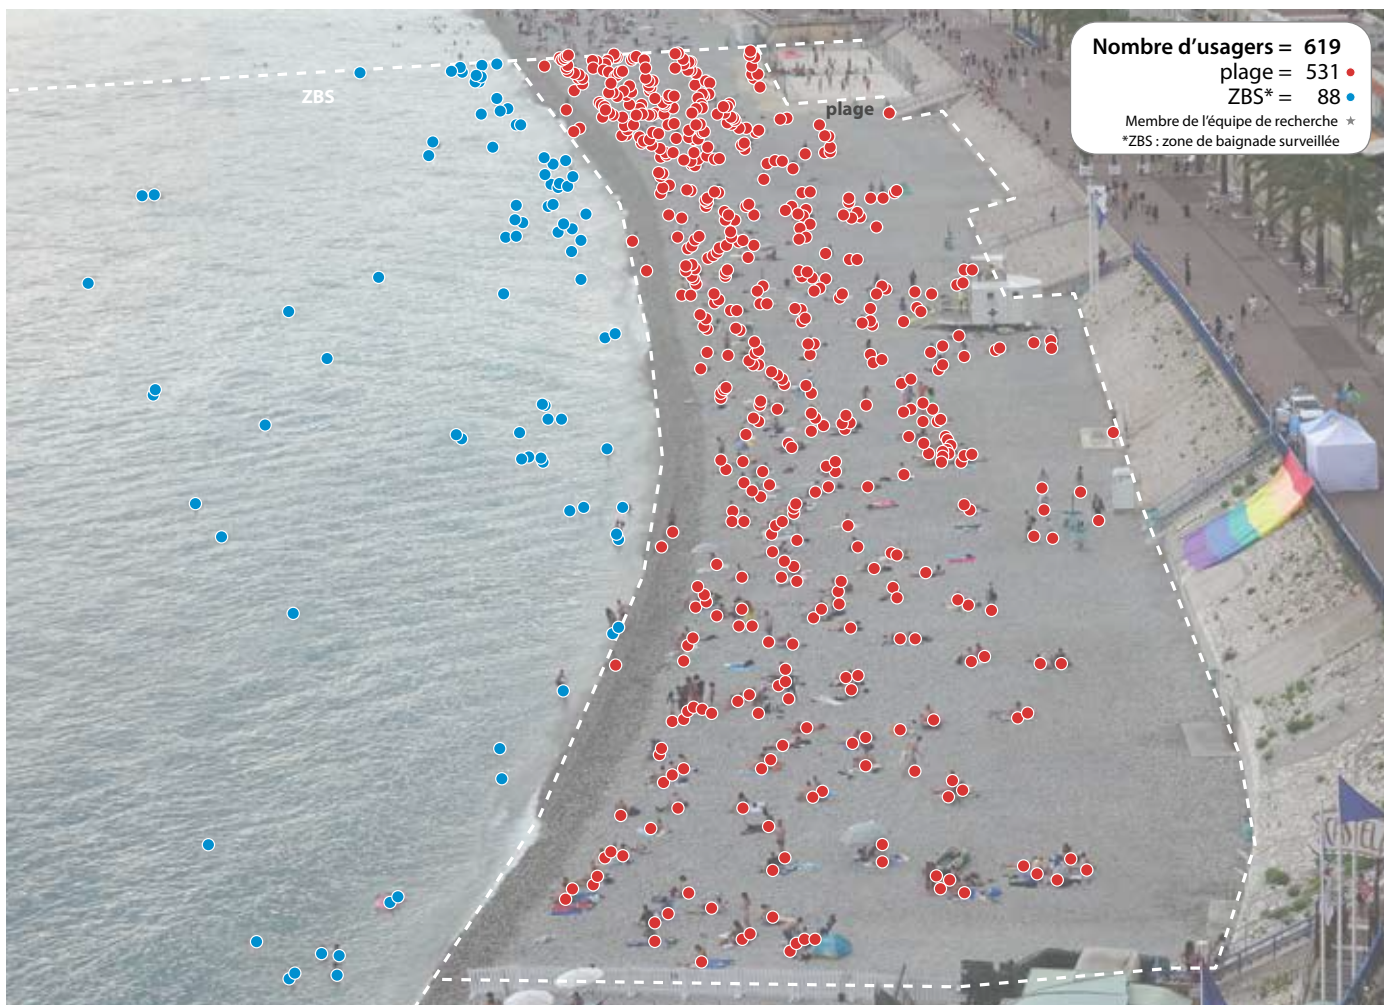 Nombre d'usagers = 619
plage = 531
ZBS* = 88
Membre de l'équipe de recherche ★
*ZBS : zone de baignade surveillée
ZBS
plage